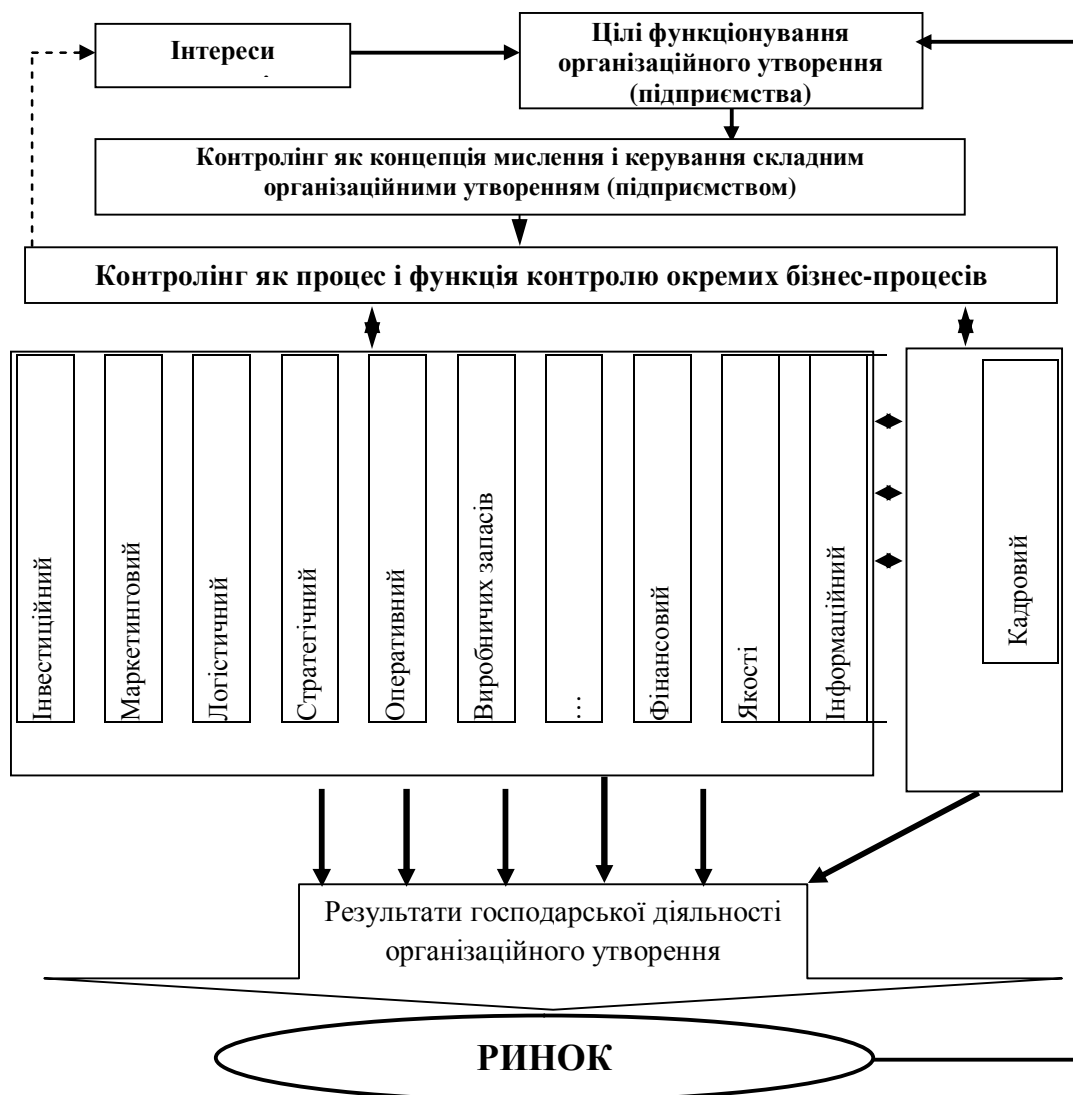 Інтереси
Цілі функціонування
організаційного утворення
(підприємства)
Контролінг як концепція мислення і керування складним
організаційними утворенням (підприємством)
Контролінг як процес і функція контролю окремих бізнес-процесів
Інвестиційний
Маркетинговий
Логістичний
Стратегічний
Оперативний
Виробничих запасів
…
Фінансовий
Якості
Інформаційний
Кадровий
Результати господарської діяльності
організаційного утворення
РИНОК